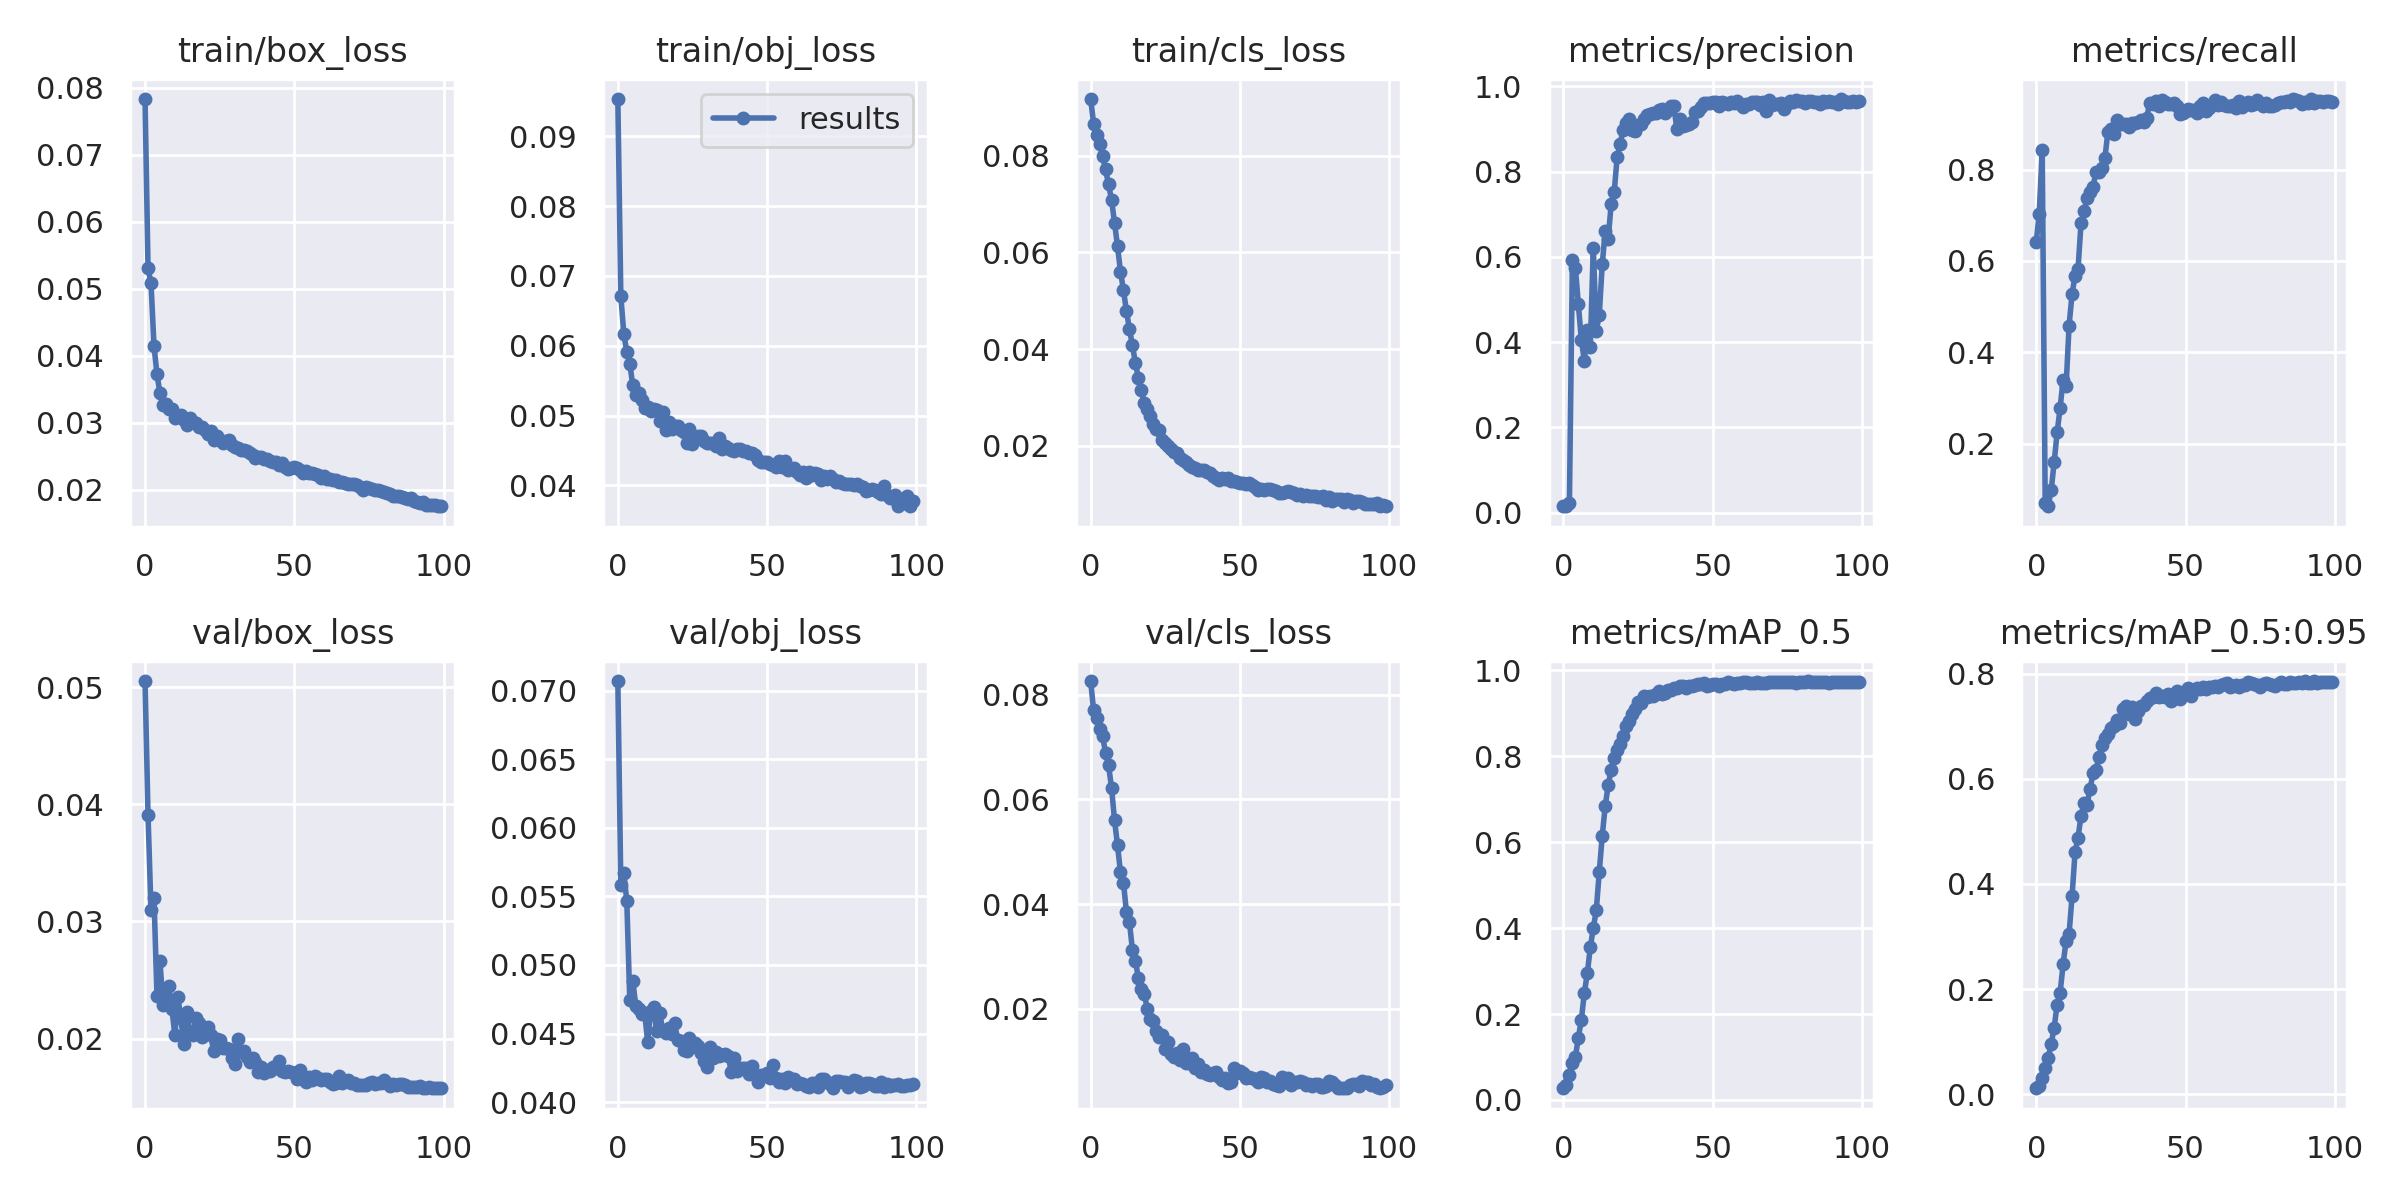 train/box_loss
0.08
0.07
0.06
0.05
0.04
0.03
0.02
0 50 100
train/obj_loss
results
0.09
0.08
0.07
0.06
0.05
0.04
0 50 100
train/cls_loss
0.08
0.06
0.04
0.02
0 50 100
metrics/precision
1.0
0.8
0.6
0.4
0.2
0.0
0 50 100
metrics/recall
0.8
0.6
0.4
0.2
0 50 100
val/box_loss
0.05
0.04
0.03
0.02
0 50 100
val/obj_loss
0.070
0.065
0.060
0.055
0.050
0.045
0.040
0 50 100
val/cls_loss
0.08
0.06
0.04
0.02
0 50 100
metrics/mAP_0.5
1.0
0.8
0.6
0.4
0.2
0.0
0 50 100
metrics/mAP_0.5:0.95
0.8
0.6
0.4
0.2
0.0
0 50 100